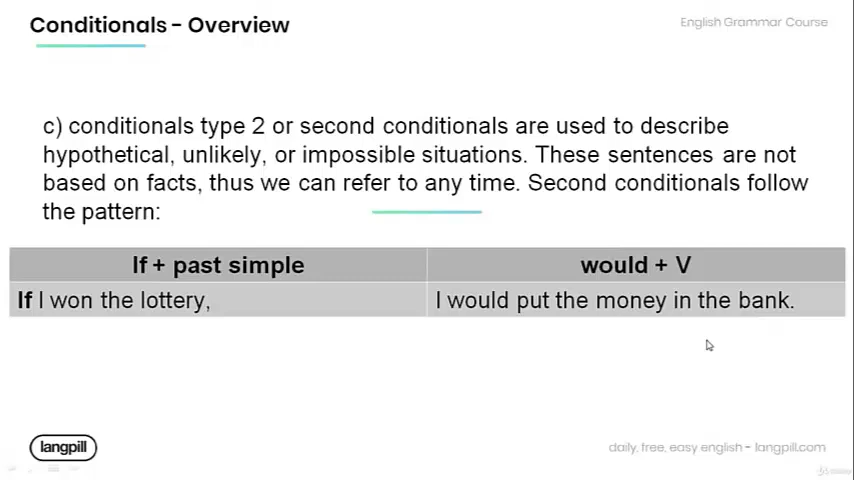 Conditionals – Overview
English Grammar Course
c) conditionals type 2 or second conditionals are used to describe
hypothetical, unlikely, or impossible situations. These sentences are not
based on facts, thus we can refer to any time. Second conditionals follow
the pattern:
If + past simple would + V
If I won the lottery, I would put the money in the bank.
langpill
daily, free, easy english – langpill.com